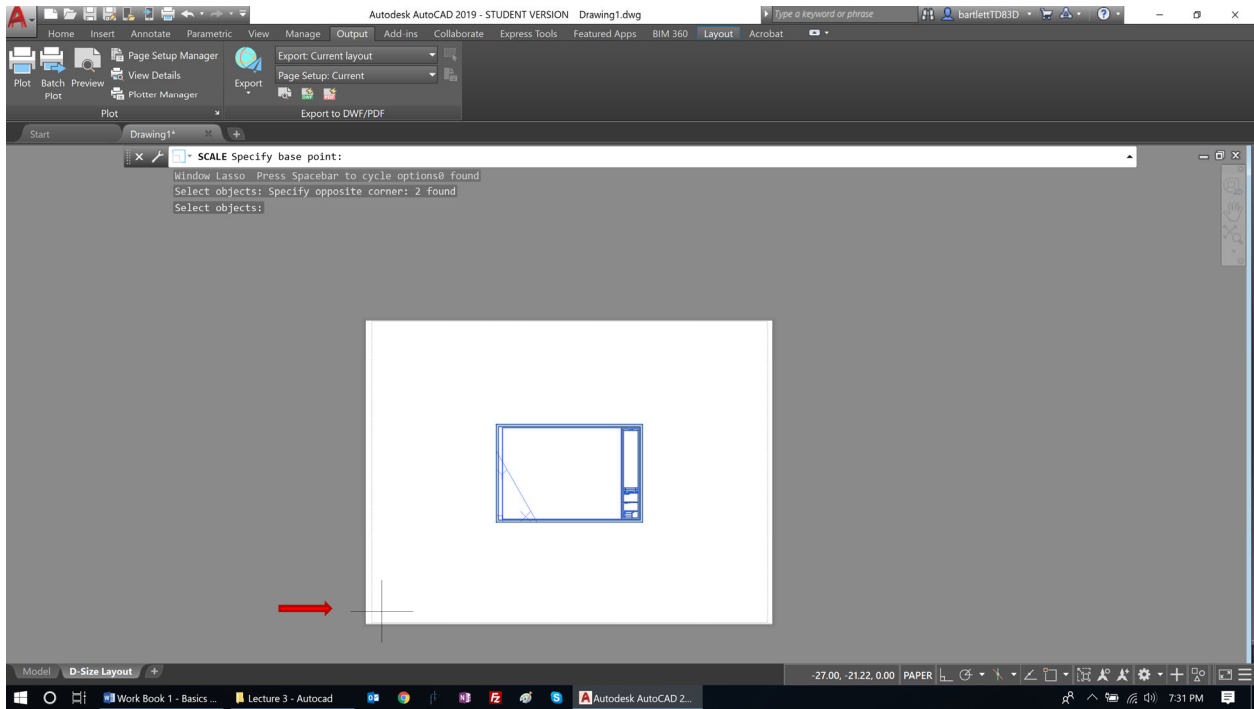 Autodesk AutoCAD 2019 - STUDENT VERSION Drawing1.dwg
Type a keyword or phrase
bartlettTD83D
Home Insert Annotate Parametric View Manage Output Add-ins Collaborate Express Tools Featured Apps BIM 360 Layout Acrobat
Page Setup Manager
View Details
Plotter Manager
Plot
Batch Plot
Preview
Plot
Export
Export: Current layout
Page Setup: Current
Export to DWF/PDF
Start
Drawing1*
SCALE Specify base point:
Window Lasso Press Spacebar to cycle options0 found
Select objects: Specify opposite corner: 2 found
Select objects:
Model D-Size Layout
-27.00, -21.22, 0.00 PAPER
Work Book 1 - Basics ...
Lecture 3 - Autocad
Autodesk AutoCAD 2...
7:31 PM